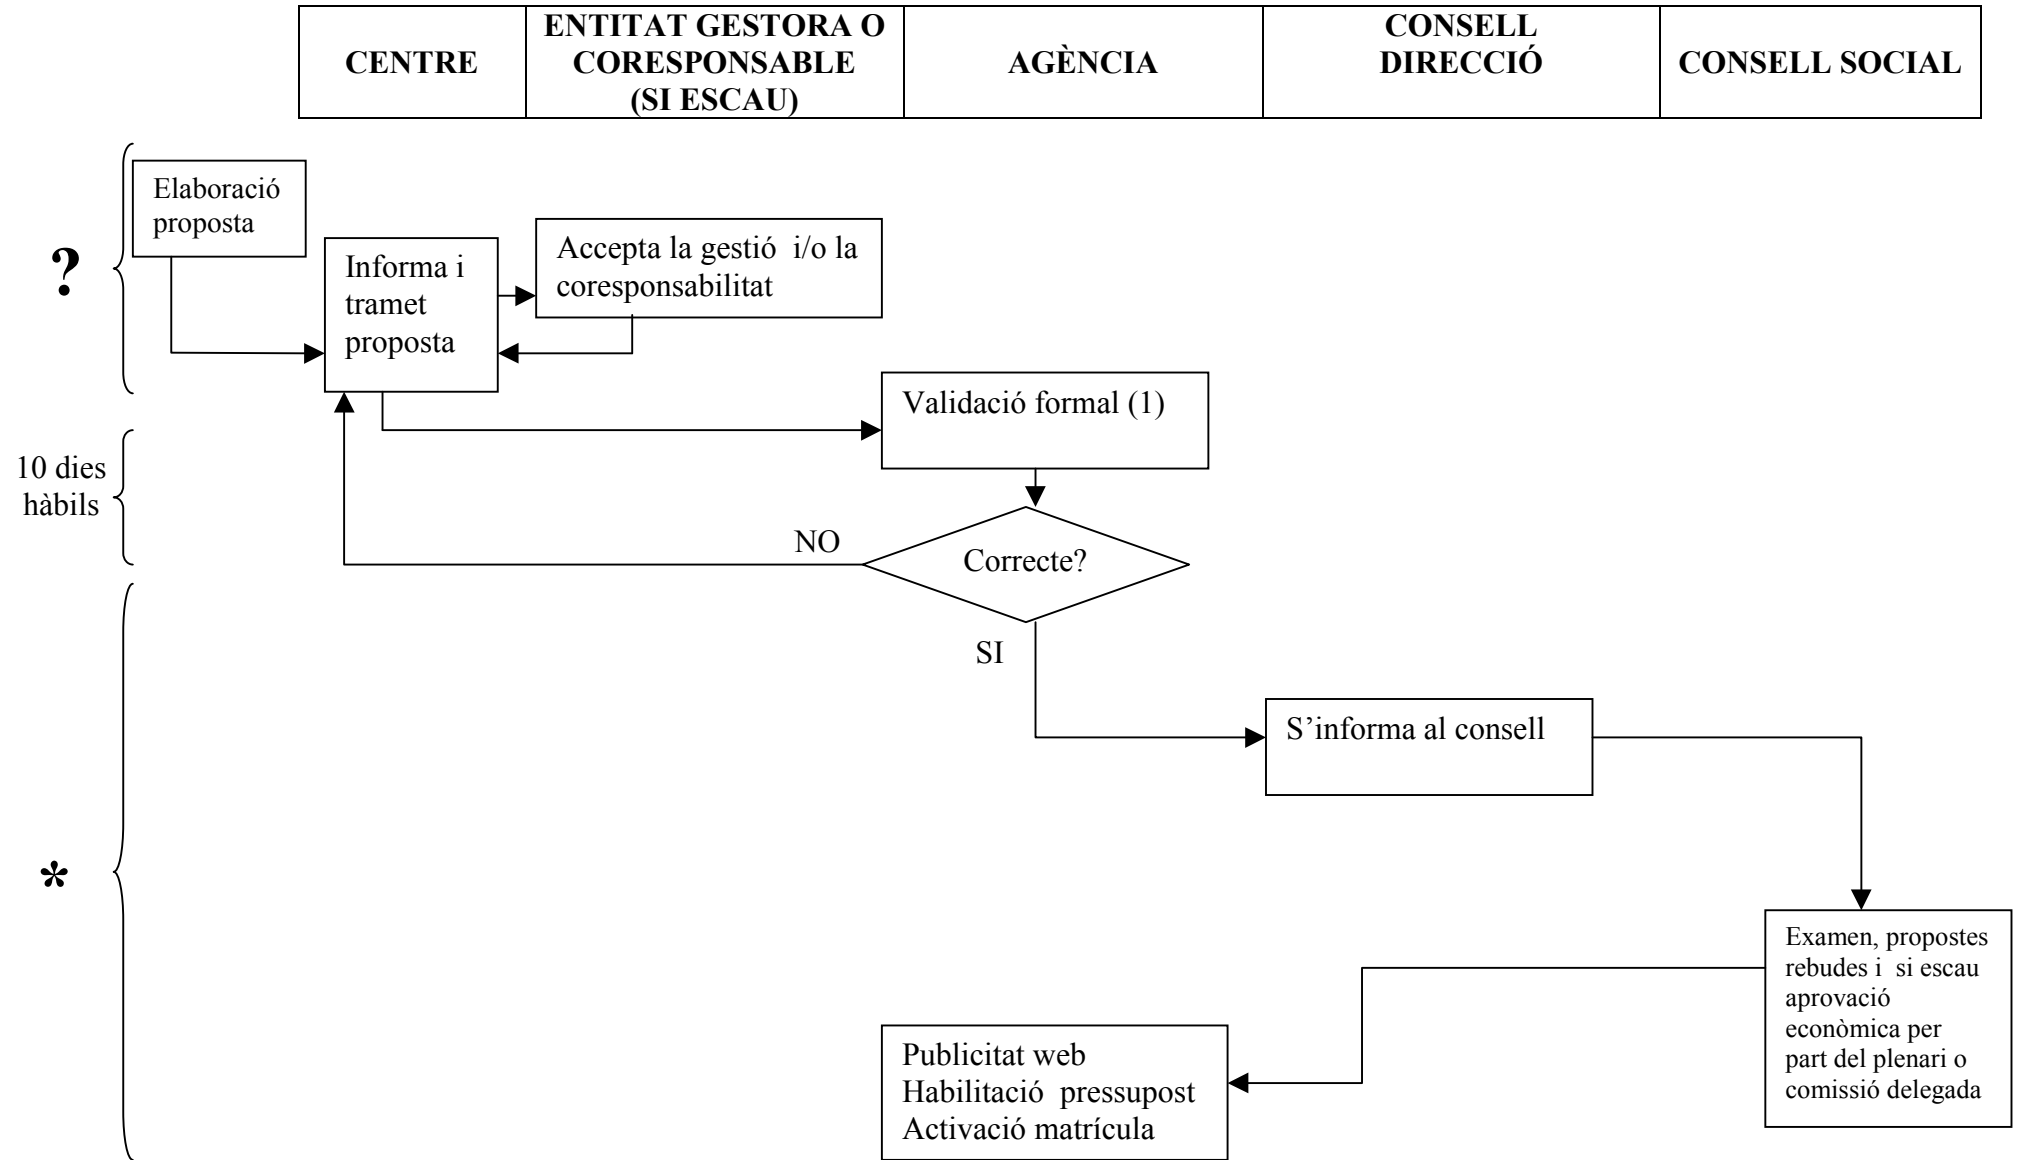 CENTRE
ENTITAT GESTORA O
CORESPONSABLE
(SI ESCAU)
AGÈNCIA
CONSELL
DIRECCIÓ
CONSELL SOCIAL
?
Elaboració
proposta
Informa i
tramet
proposta
Accepta la gestió i/o la
coresponsabilitat
10 dies
hàbils
Validació formal (1)
NO
Correcte?
SI
S’informa al consell
*
Examen, propostes
rebudes i si escau
aprovació
econòmica per
part del plenari o
comissió delegada
Publicitat web
Habilitació pressupost
Activació matrícula